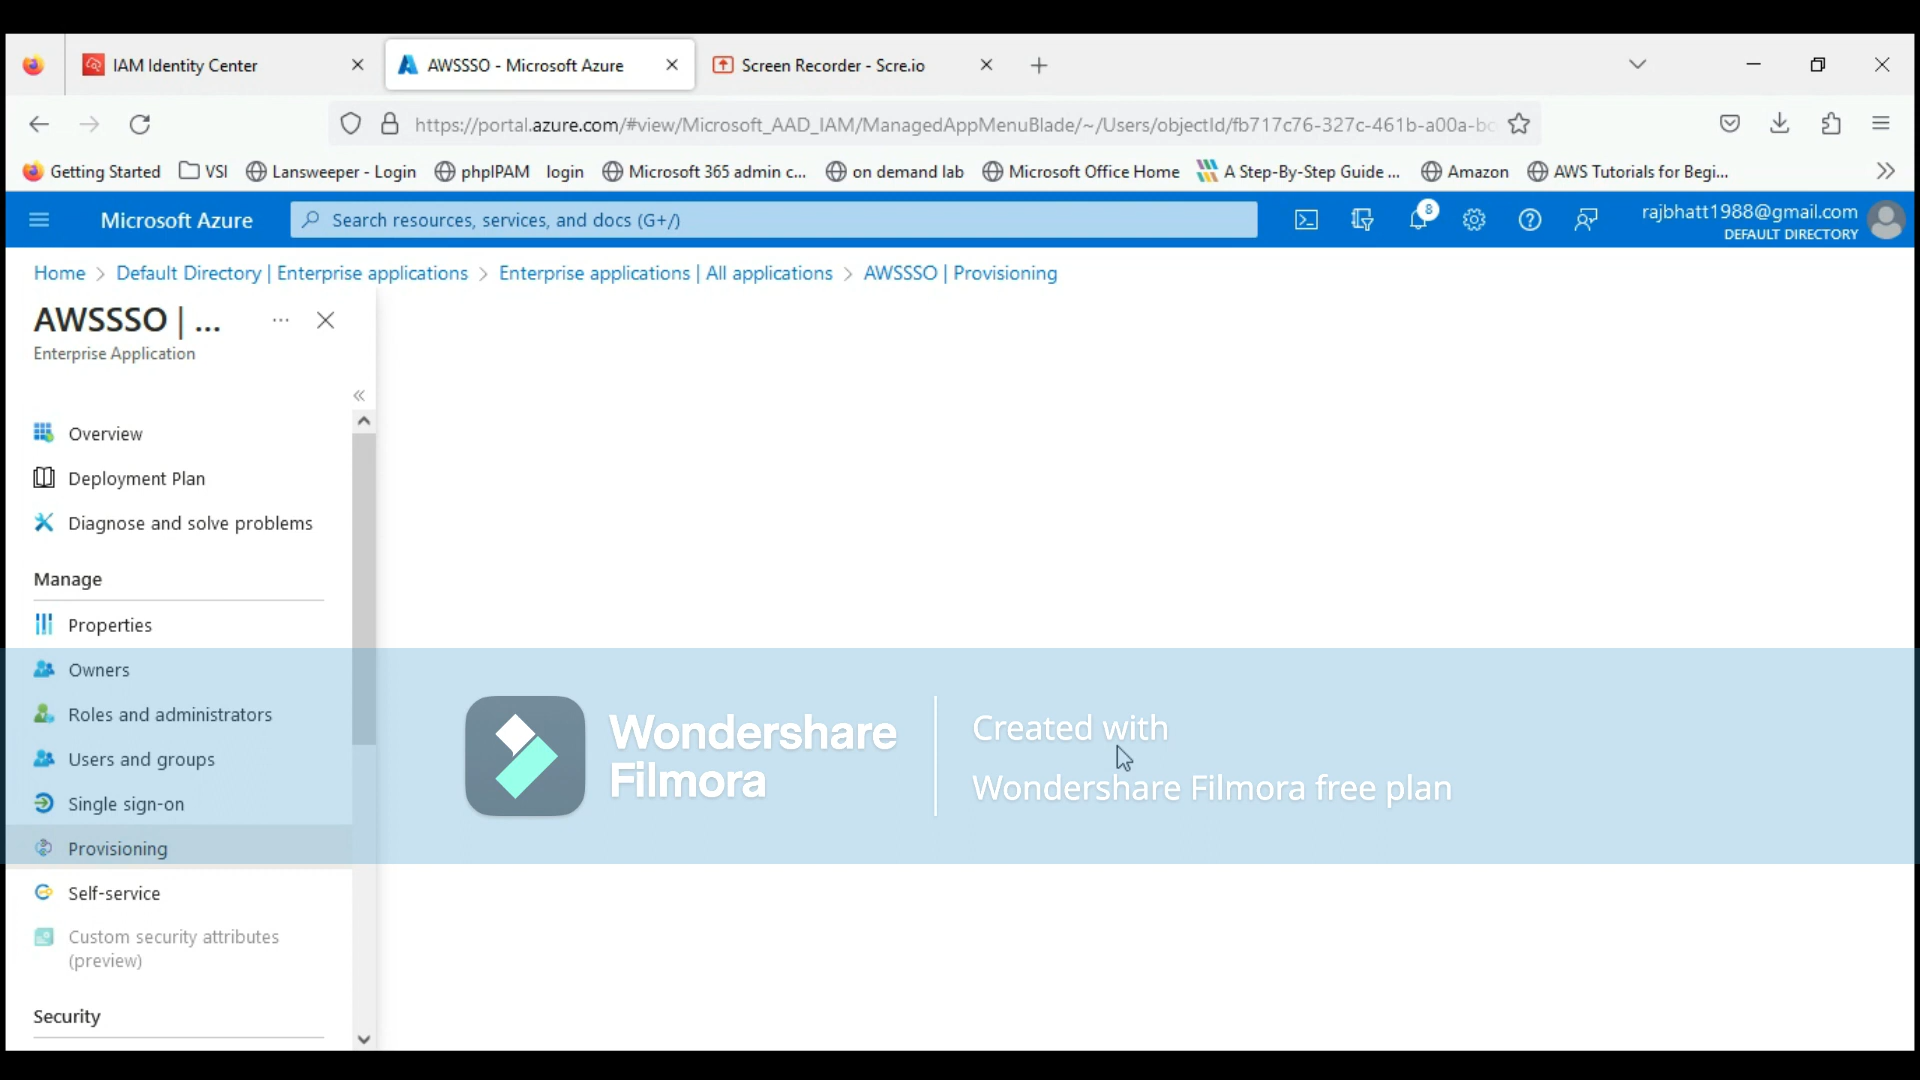 IAM Identity Center
AWSSSO - Microsoft Azure
Screen Recorder - Scre.io
https://portal.azure.com/#view/Microsoft_AAD_IAM/ManagedAppMenuBlade/~/Users/objectId/fb717c76-327c-461b-a00a-bc
Getting Started VSI Lansweeper - Login phpIPAM login Microsoft 365 admin c... on demand lab Microsoft Office Home A Step-By-Step Guide ... Amazon AWS Tutorials for Begi...
Microsoft Azure
Search resources, services, and docs (G+/)
8
rajbhatt1988@gmail.com
DEFAULT DIRECTORY
Home > Default Directory | Enterprise applications > Enterprise applications | All applications > AWSSSO | Provisioning
AWSSSO | ...
Enterprise Application
Overview
Deployment Plan
Diagnose and solve problems
Manage
Properties
Owners
Roles and administrators
Users and groups
Single sign-on
Provisioning
Self-service
Custom security attributes
(preview)
Security
Wondershare
Filmora
Created with
Wondershare Filmora free plan